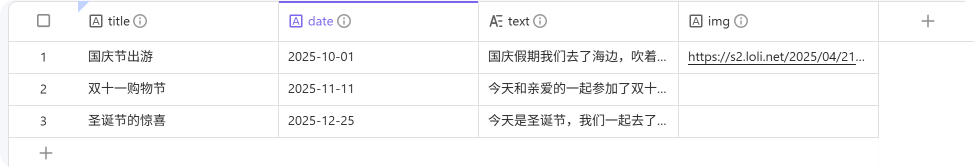 title date text img
1 国庆节出游 2025-10-01 国庆假期我们去了海边，吹着... https://s2.loli.net/2025/04/21...
2 双十一购物节 2025-11-11 今天和亲爱的一起参加了双十...
3 圣诞节的惊喜 2025-12-25 今天是圣诞节，我们一起去了...